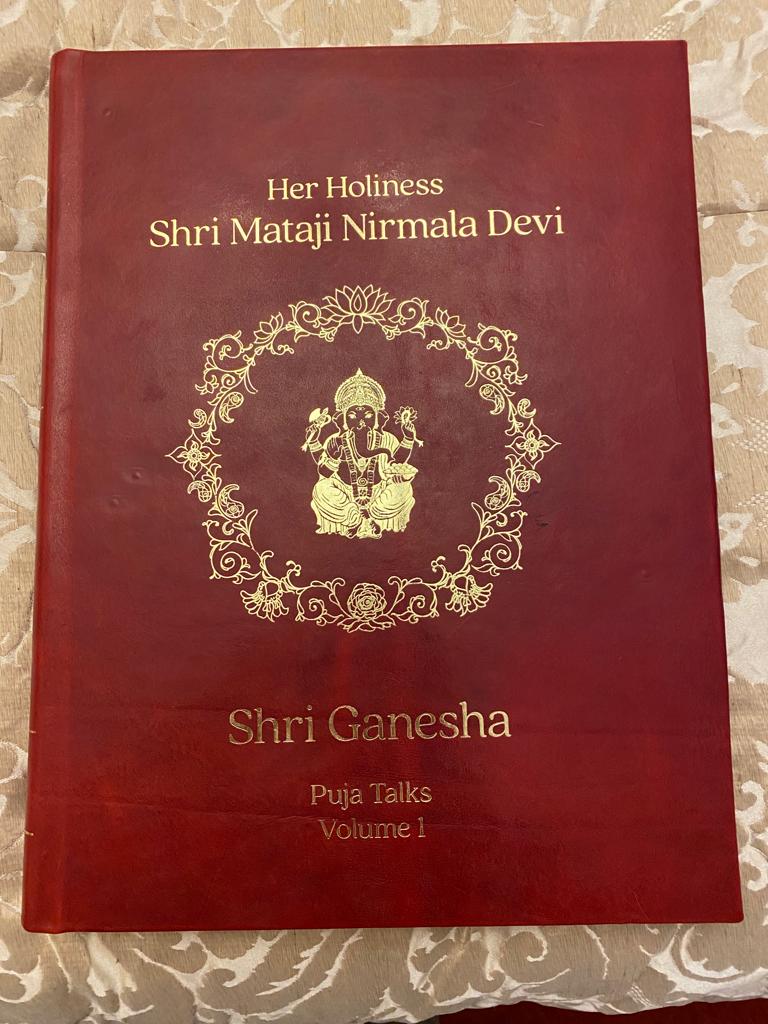 Her Holiness
Shri Mataji Nirmala Devi
Shri Ganesha
Puja Talks
Volume 1